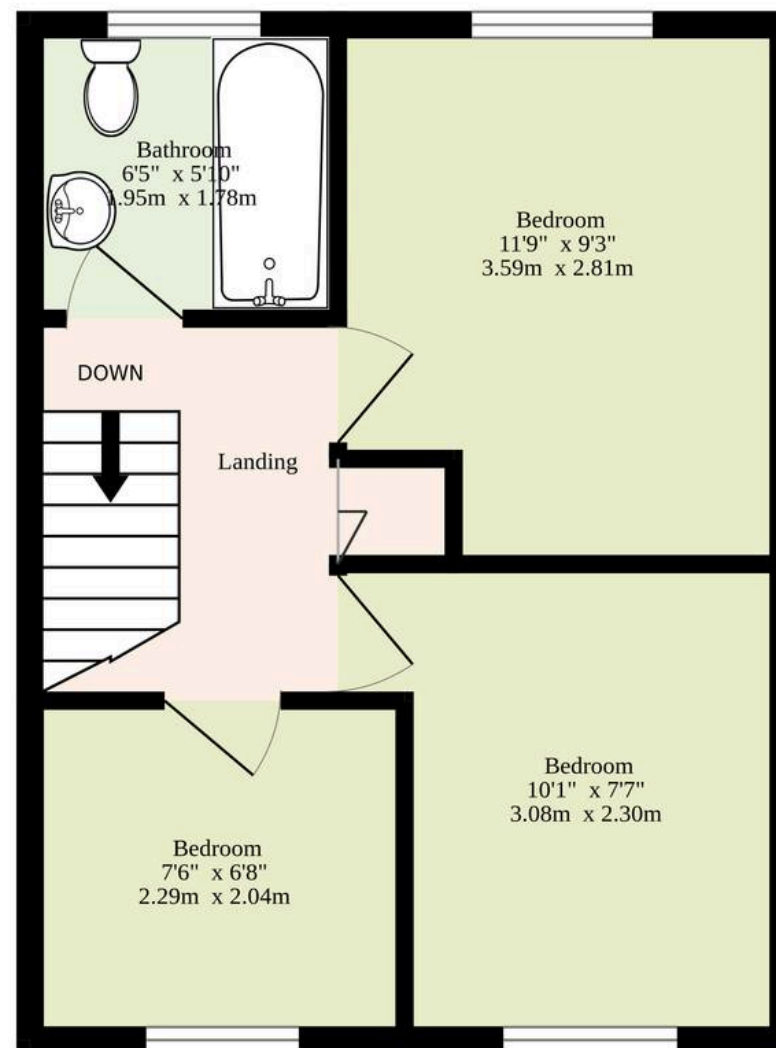 Bathroom
6'5" x 5'10"
1.95m x 1.78m
Bedroom
11'9" x 9'3"
3.59m x 2.81m
DOWN
Landing
Bedroom
10'1" x 7'7"
3.08m x 2.30m
Bedroom
7'6" x 6'8"
2.29m x 2.04m